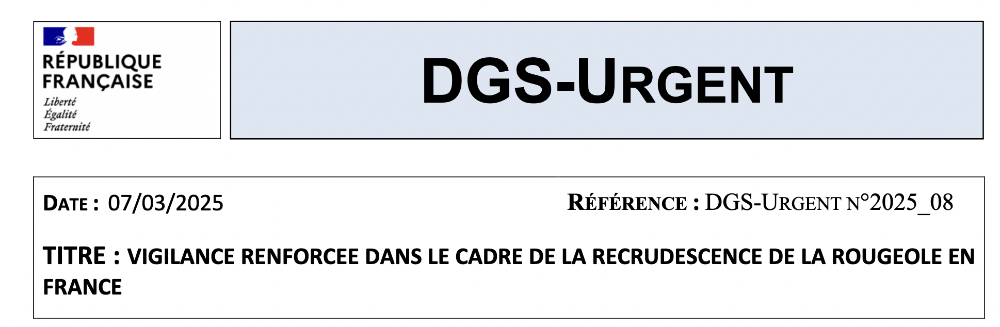 RÉPUBLIQUE
FRANÇAISE
Liberté
Égalité
Fraternité
DGS-URGENT
DATE : 07/03/2025 RÉFÉRENCE : DGS-URGENT N°2025_08
TITRE : VIGILANCE RENFORCEE DANS LE CADRE DE LA RECRUDESCENCE DE LA ROUGEOLE EN
FRANCE